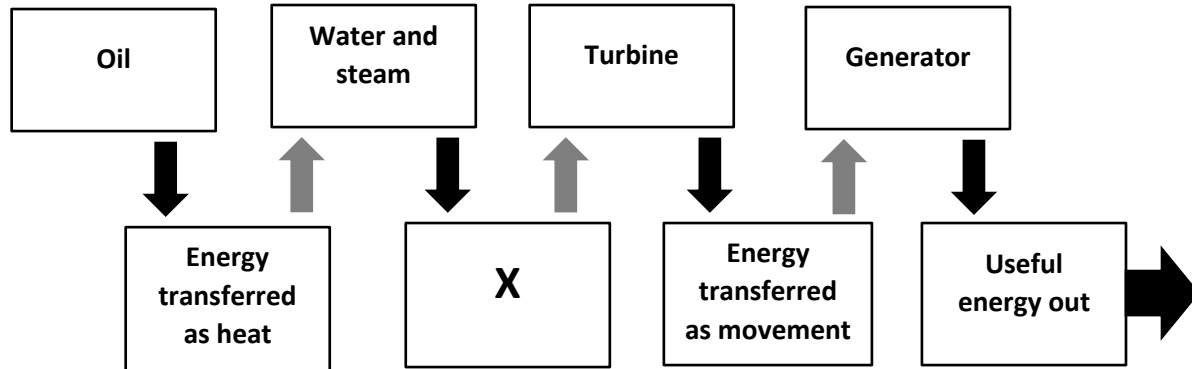 Oil
Water and
steam
Turbine
Generator
Energy
transferred
as heat
X
Energy
transferred
as movement
Useful
energy out